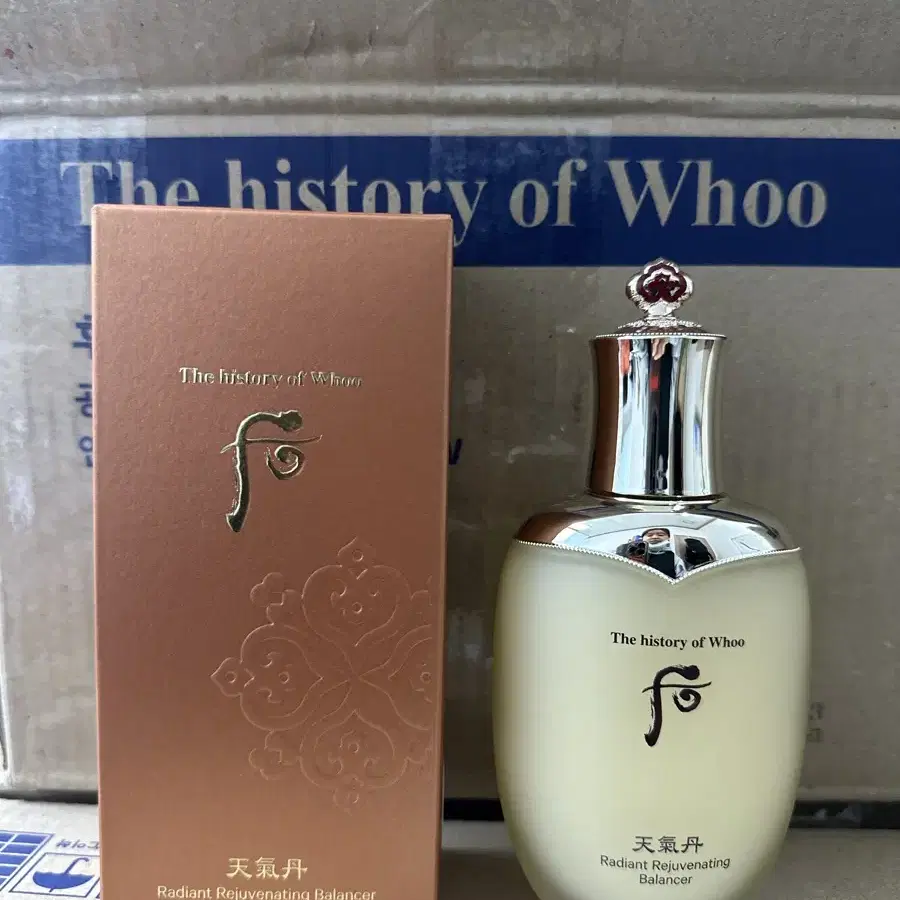 The history of Whoo
The history of Whoo
天氣丹
Radiant Rejuvenating Balancer
The history of Whoo
天氣丹
Radiant Rejuvenating
Balancer